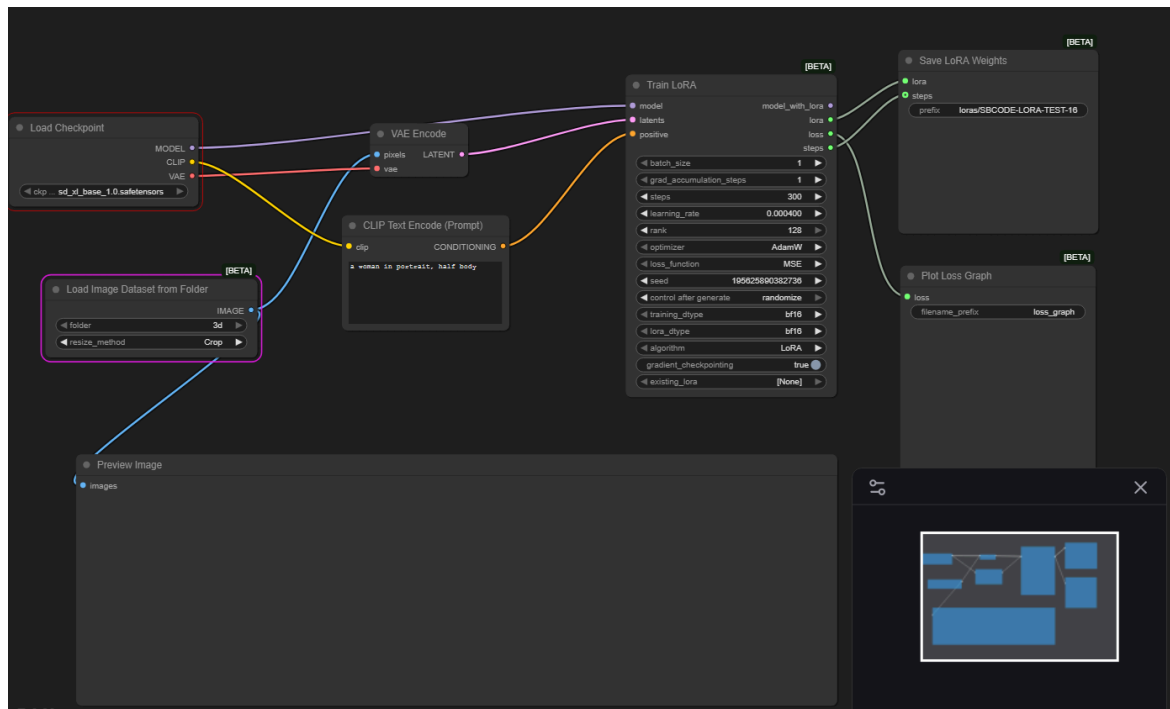 [BETA]
Save LoRA Weights
lora
steps
prefix loras/SBCODE-LORA-TEST-16
[BETA]
Train LoRA
model model_with_lora
latents lora
positive loss
steps
batch_size 1
grad_accumulation_steps 1
steps 300
learning_rate 0.000400
rank 128
optimizer AdamW
loss_function MSE
seed 195625890382736
control after generate randomize
training_dtype bf16
lora_dtype bf16
algorithm LoRA
gradient_checkpointing true
existing_lora [None]
Load Checkpoint
MODEL
CLIP
VAE
ckp ... sd_xl_base_1.0.safetensors
VAE Encode
pixels LATENT
vae
CLIP Text Encode (Prompt)
clip CONDITIONING
a woman in portrait, half body
[BETA]
Load Image Dataset from Folder
IMAGE
folder 3d
resize_method Crop
[BETA]
Plot Loss Graph
loss
filename_prefix loss_graph
Preview Image
images